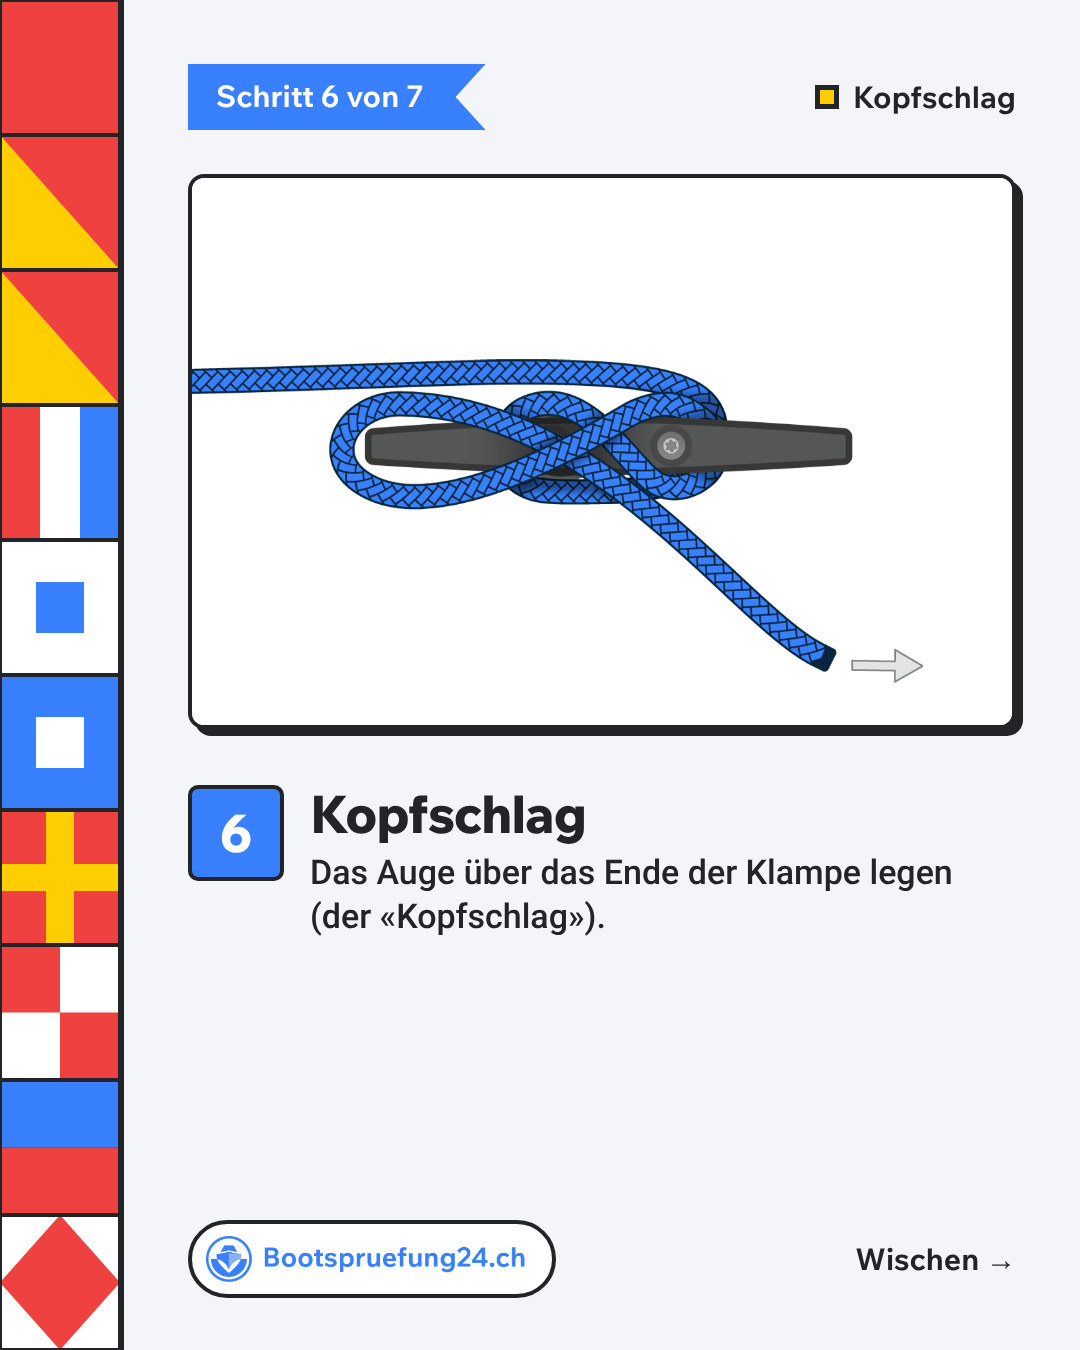 Schritt 6 von 7
Kopfschlag
6
Kopfschlag
Das Auge über das Ende der Klampe legen
(der «Kopfschlag»).
Bootspruefung24.ch
Wischen →